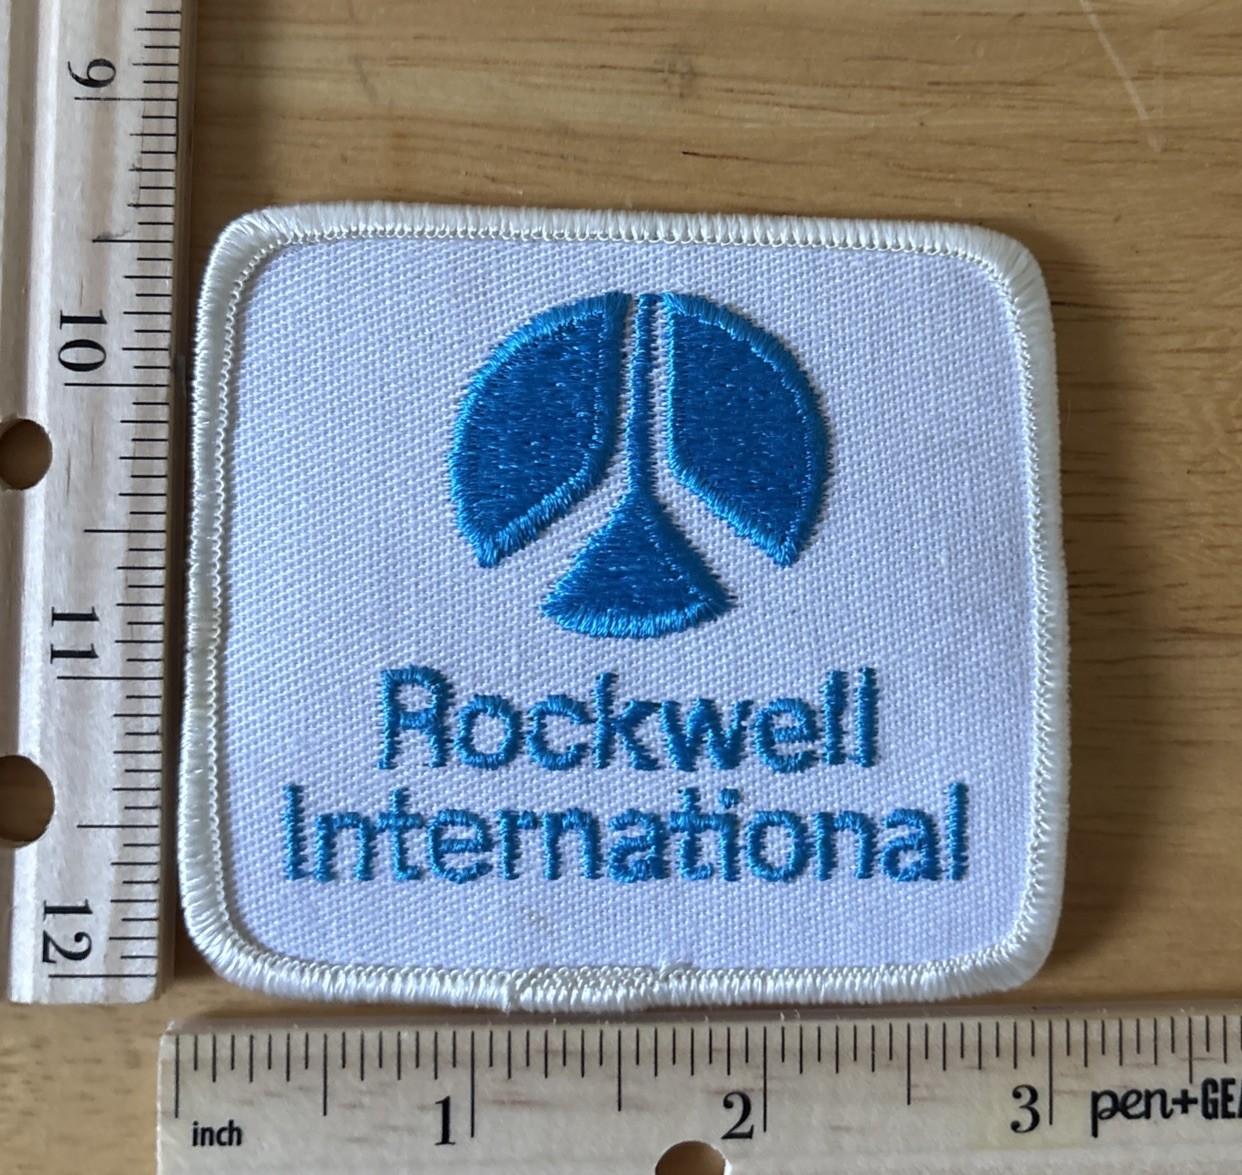 9
10
11
12
Rockwell
International
inch
1
2
3
pen+GEA